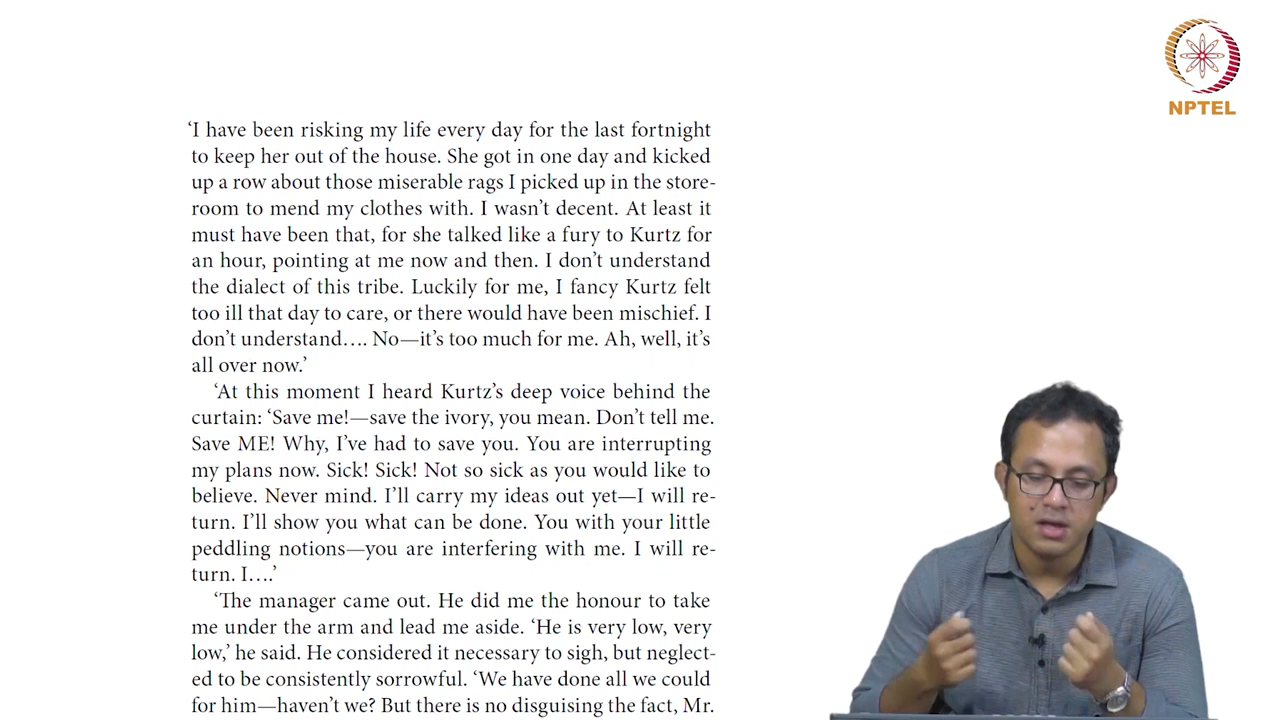 NPTEL
‘I have been risking my life every day for the last fortnight
to keep her out of the house. She got in one day and kicked
up a row about those miserable rags I picked up in the store-
room to mend my clothes with. I wasn’t decent. At least it
must have been that, for she talked like a fury to Kurtz for
an hour, pointing at me now and then. I don’t understand
the dialect of this tribe. Luckily for me, I fancy Kurtz felt
too ill that day to care, or there would have been mischief. I
don’t understand…. No—it’s too much for me. Ah, well, it’s
all over now.’
‘At this moment I heard Kurtz’s deep voice behind the
curtain: ‘Save me!—save the ivory, you mean. Don’t tell me.
Save ME! Why, I’ve had to save you. You are interrupting
my plans now. Sick! Sick! Not so sick as you would like to
believe. Never mind. I’ll carry my ideas out yet—I will re-
turn. I’ll show you what can be done. You with your little
peddling notions—you are interfering with me. I will re-
turn. I….’
‘The manager came out. He did me the honour to take
me under the arm and lead me aside. ‘He is very low, very
low,’ he said. He considered it necessary to sigh, but neglect-
ed to be consistently sorrowful. ‘We have done all we could
for him—haven’t we? But there is no disguising the fact, Mr.